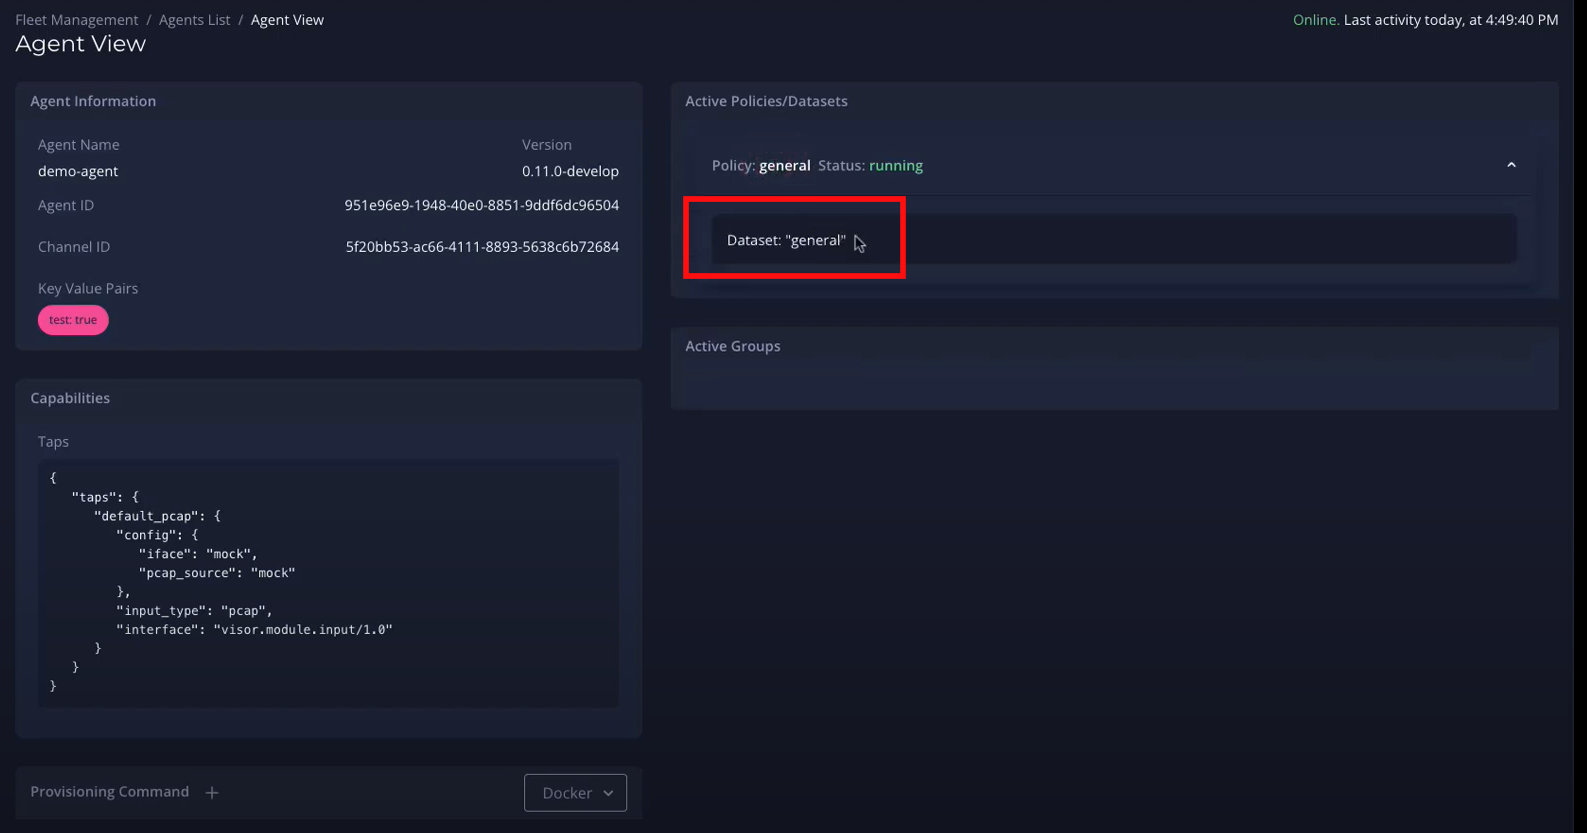 Fleet Management / Agents List / Agent View
Online. Last activity today, at 4:49:40 PM
Agent View
Agent Information
Agent Name
Version
demo-agent
0.11.0-develop
Agent ID
951e96e9-1948-40e0-8851-9ddf6dc96504
Channel ID
5f20bb53-ac66-4111-8893-5638c6b72684
Key Value Pairs
test: true
Capabilities
Taps
{
"taps": {
"default_pcap": {
"config": {
"iface": "mock",
"pcap_source": "mock"
},
"input_type": "pcap",
"interface": "visor.module.input/1.0"
}
}
}
Provisioning Command +
Docker
Active Policies/Datasets
Policy: general Status: running
Dataset: "general"
Active Groups